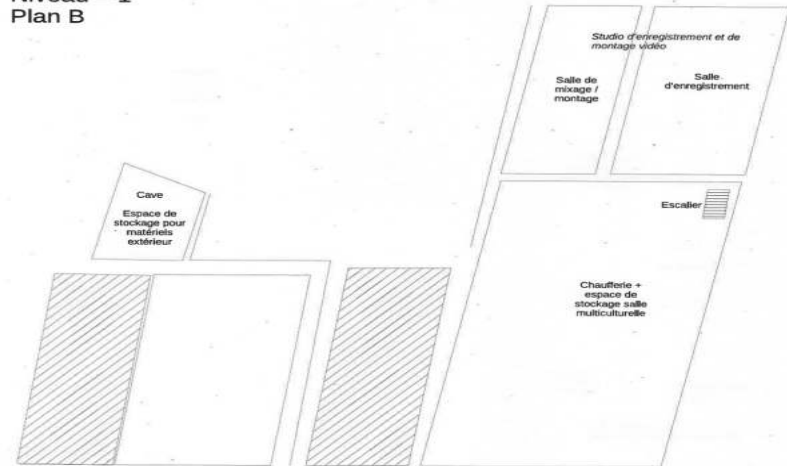 Plan B
Studio d'enregistrement et de
montage vidéo
Salle de
mixage /
montage
Salle
d'enregistrement
Cave
Espace de
stockage pour
matériels
extérieur
Escalier
Chaufferie +
espace de
stockage salle
multiculturelle